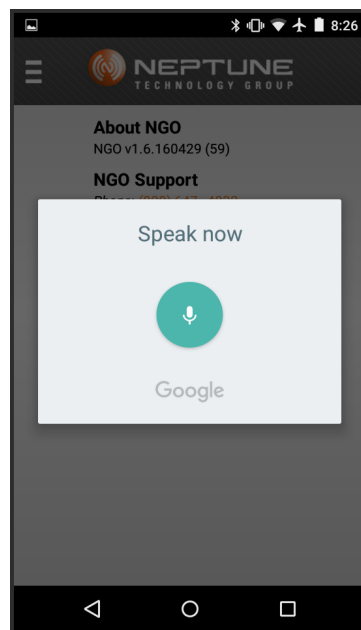 8:26
NEPTUNE
TECHNOLOGY GROUP
About NGO
NGO v1.6.160429 (59)
NGO Support
Speak now
Google